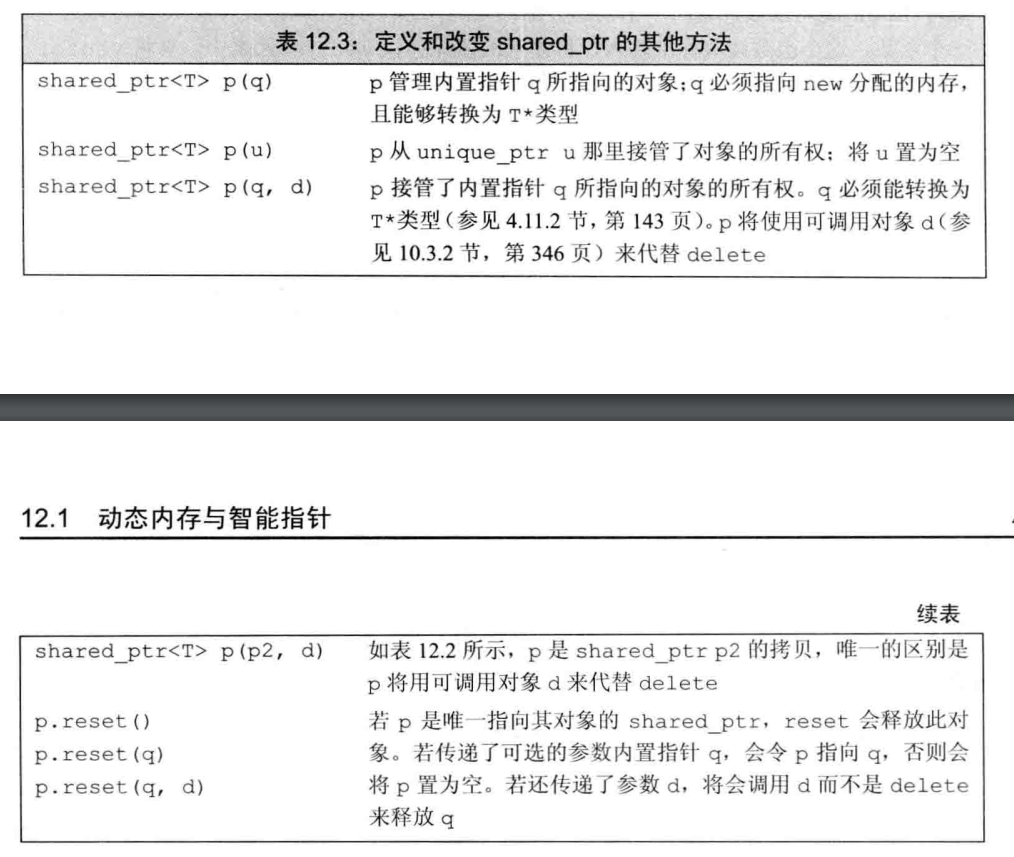 表 12.3：定义和改变 shared_ptr 的其他方法
shared_ptr<T> p(q)
p 管理内置指针 q 所指向的对象;q 必须指向 new 分配的内存，
且能够转换为 T*类型
shared_ptr<T> p(u)
p 从 unique_ptr u 那里接管了对象的所有权；将 u 置为空
shared_ptr<T> p(q, d)
p 接管了内置指针 q 所指向的对象的所有权。q 必须能转换为
T*类型（参见 4.11.2 节，第 143 页）。p 将使用可调用对象 d（参
见 10.3.2 节，第 346 页）来代替 delete
12.1 动态内存与智能指针
续表
shared_ptr<T> p(p2, d)
如表 12.2 所示，p 是 shared_ptr p2 的拷贝，唯一的区别是
p 将用可调用对象 d 来代替 delete
p.reset()
若 p 是唯一指向其对象的 shared_ptr，reset 会释放此对
p.reset(q)
象。若传递了可选的参数内置指针 q，会令 p 指向 q，否则会
p.reset(q, d)
将 p 置为空。若还传递了参数 d，将会调用 d 而不是 delete
来释放 q